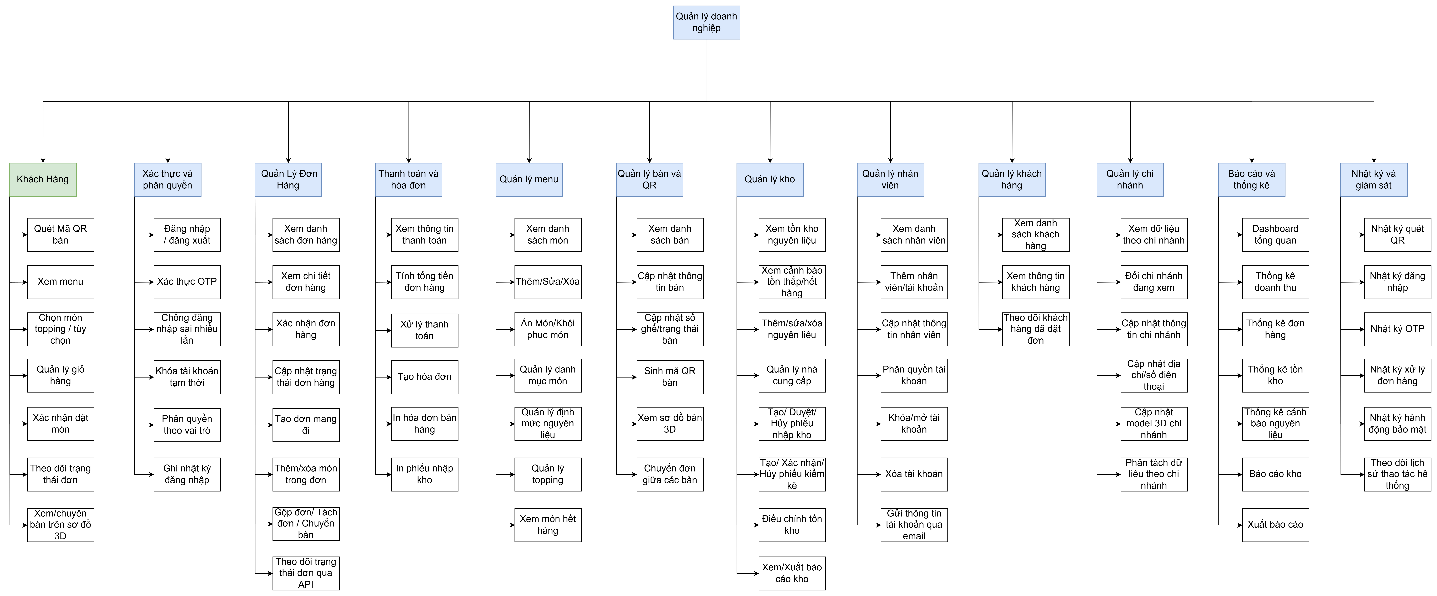 Quản lý doanh
nghiệp
Khách Hàng
Quét Mã QR
bàn
Xem menu
Chọn món
topping / tùy
chọn
Quản lý giỏ
hàng
Xác nhận đặt
món
Theo dõi trạng
thái đơn
Xem/chuyển
bàn trên sơ đồ
3D
Xác thực và
phân quyền
Đăng nhập
/ đăng xuất
Xác thực OTP
Chống đăng
nhập sai nhiều
lần
Khóa tài khoản
tạm thời
Phân quyền
theo vai trò
Ghi nhật ký
đăng nhập
Quản Lý Đơn
Hàng
Xem danh
sách đơn hàng
Xem chi tiết
đơn hàng
Xác nhận đơn
hàng
Cập nhật trạng
thái đơn hàng
Tạo đơn mang
đi
Thêm/xóa món
trong đơn
Gộp đơn/ Tách
đơn / Chuyển
bàn
Theo dõi trạng
thái đơn qua
API
Thanh toán và
hóa đơn
Xem thông tin
thanh toán
Tính tổng tiền
đơn hàng
Xử lý thanh
toán
Tạo hóa đơn
In hóa đơn bán
hàng
In phiếu nhập
kho
Quản lý menu
Xem danh
sách món
Thêm/Sửa/Xóa
Ẩn Món/Khôi
phục món
Quản lý danh
mục món
Quản lý định
mức nguyên
liệu
Quản lý
topping
Xem món hết
hàng
Quản lý bàn và
QR
Xem danh
sách bàn
Cập nhật thông
tin bàn
Cập nhật số
ghế/trạng thái
bàn
Sinh mã QR
bàn
Xem sơ đồ bàn
3D
Chuyển đơn
giữa các bàn
Quản lý kho
Xem tồn kho
nguyên liệu
Xem cảnh báo
tồn thấp/hết
hàng
Thêm/sửa/xóa
nguyên liệu
Quản lý nhà
cung cấp
Tạo/ Duyệt/
Hủy phiếu
nhập kho
Tạo/ Xác nhận/
Hủy phiếu kiểm
kê
Điều chỉnh tồn
kho
Xem/Xuất báo
cáo kho
Quản lý nhân
viên
Xem danh
sách nhân viên
Thêm nhân
viên/tài khoản
Cập nhật thông
tin nhân viên
Phân quyền tài
khoản
Khóa/mở tài
khoản
Xóa tài khoản
Gửi thông tin
tài khoản qua
email
Quản lý khách
hàng
Xem danh
sách khách
hàng
Xem thông tin
khách hàng
Theo dõi khách
hàng đã đặt
đơn
Quản lý chi
nhánh
Xem dữ liệu
theo chi nhánh
Đổi chi nhánh
đang xem
Cập nhật thông
tin chi nhánh
Cập nhật địa
chỉ/số điện
thoại
Cập nhật
model 3D chi
nhánh
Phân tách dữ
liệu theo chi
nhánh
Báo cáo và
thống kê
Dashboard
tổng quan
Thống kê
doanh thu
Thống kê đơn
hàng
Thống kê tồn
kho
Thống kê cảnh
báo nguyên
liệu
Báo cáo kho
Xuất báo cáo
Nhật ký và
giám sát
Nhật ký quét
QR
Nhật ký đăng
nhập
Nhật ký OTP
Nhật ký xử lý
đơn hàng
Nhật ký hành
động bảo mật
Theo dõi lịch
sử thao tác hệ
thống